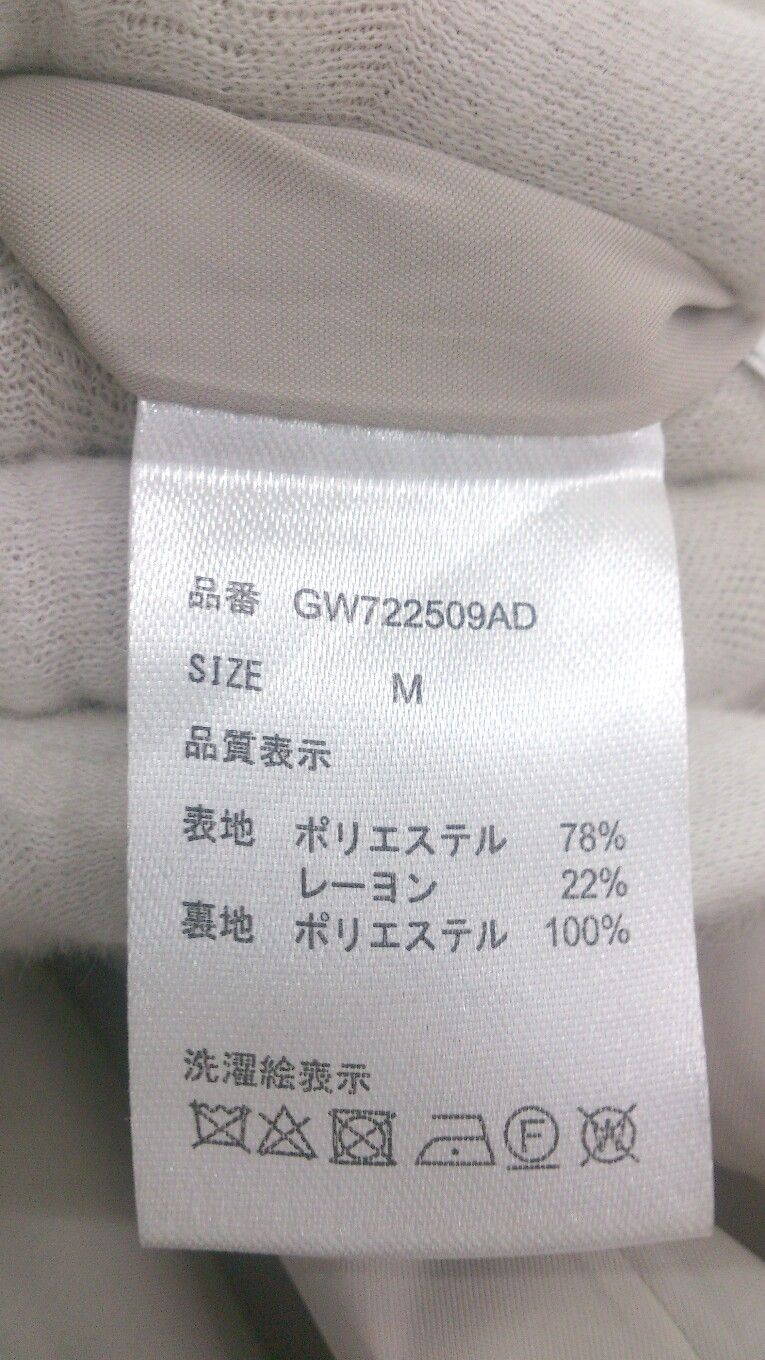 品番 GW722509AD
SIZE M
品質表示
表地 ポリエステル 78%
レーヨン 22%
裏地 ポリエステル 100%
洗濯絵表示
F W